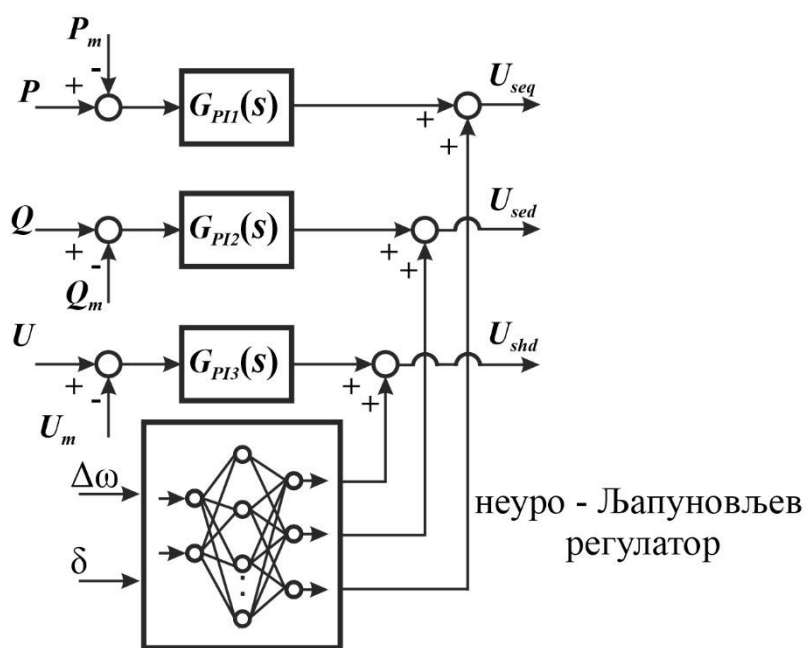 P_m
-
+
P
G_PI1(s)
U_seq
+
+
Q
G_PI2(s)
U_sed
+
-
+
+
Q_m
U
G_PI3(s)
U_shd
+
-
+
+
U_m
Δω
δ
неуро - Љапуновљев
регулатор